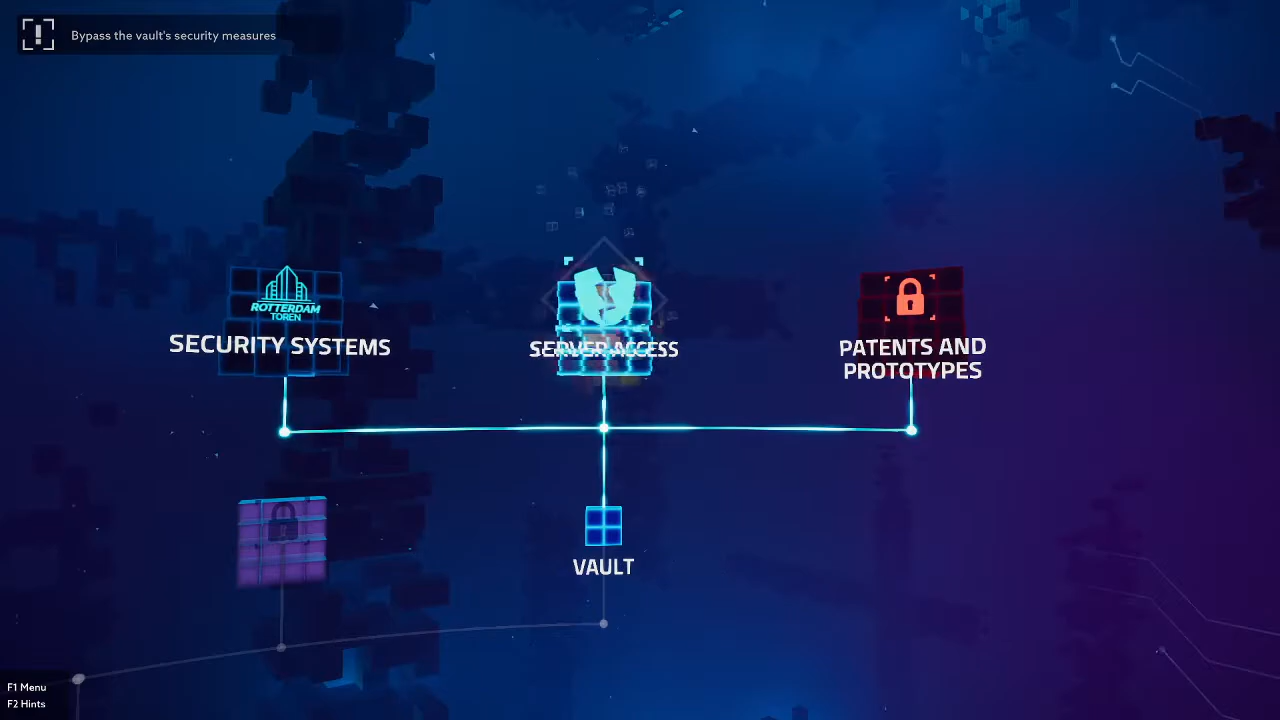 Bypass the vault's security measures
ROTTERDAM
TOREN
SECURITY SYSTEMS
SERVER ACCESS
PATENTS AND
PROTOTYPES
VAULT
F1 Menu
F2 Hints